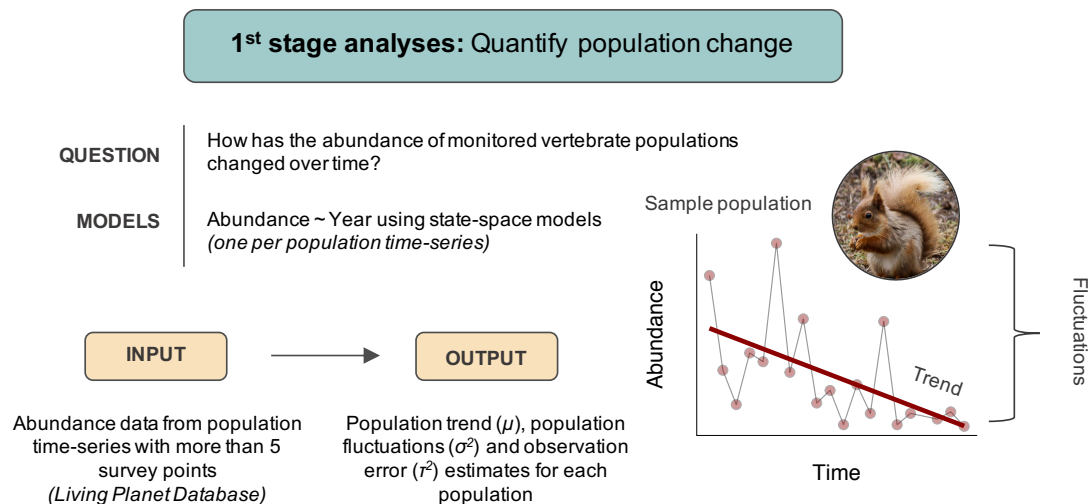 1st stage analyses: Quantify population change
QUESTION
How has the abundance of monitored vertebrate populations
changed over time?
MODELS
Abundance ~ Year using state-space models
(one per population time-series)
INPUT
OUTPUT
Abundance data from population
time-series with more than 5
survey points
(Living Planet Database)
Population trend (μ), population
fluctuations (σ²) and observation
error (τ²) estimates for each
population
Sample population
Abundance
Trend
Time
Fluctuations